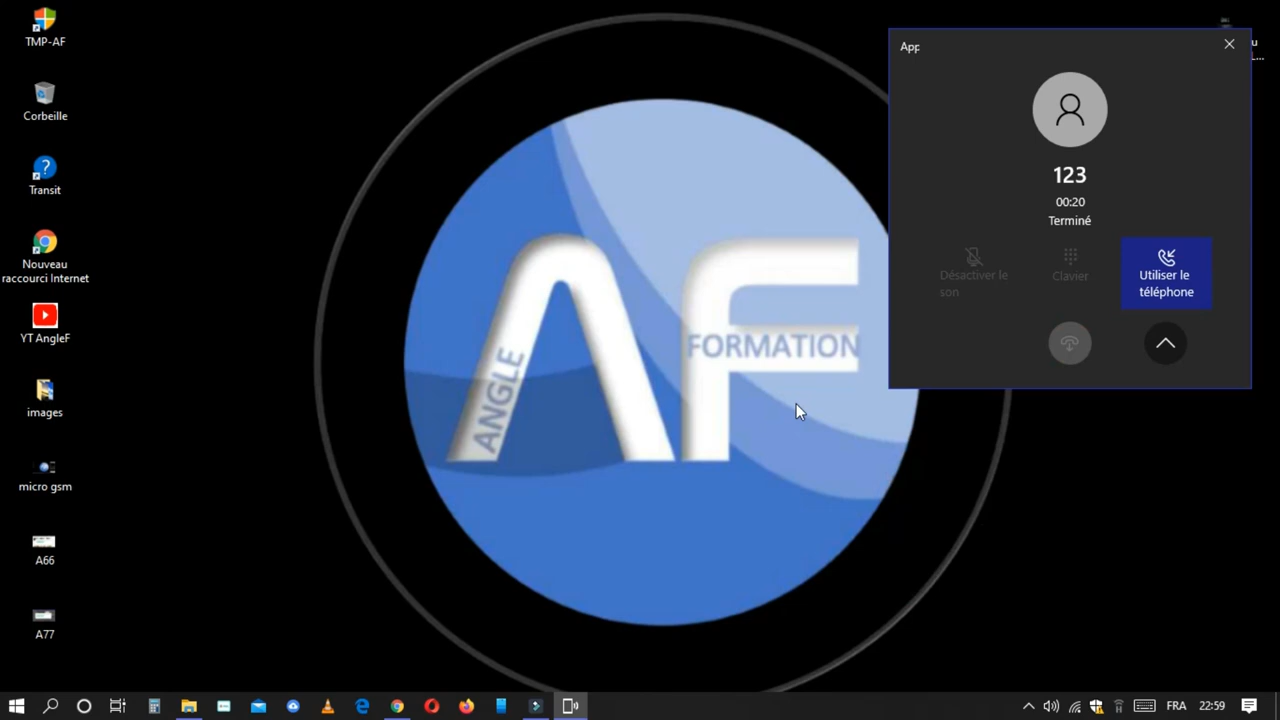 TMP-AF
Corbeille
Transit
Nouveau
raccourci Internet
YT AngleF
images
micro gsm
A66
A77
ANGLE
AF
FORMATION
App
123
00:20
Terminé
Désactiver le
son
Clavier
Utiliser le
téléphone
u
L...
FRA
22:59